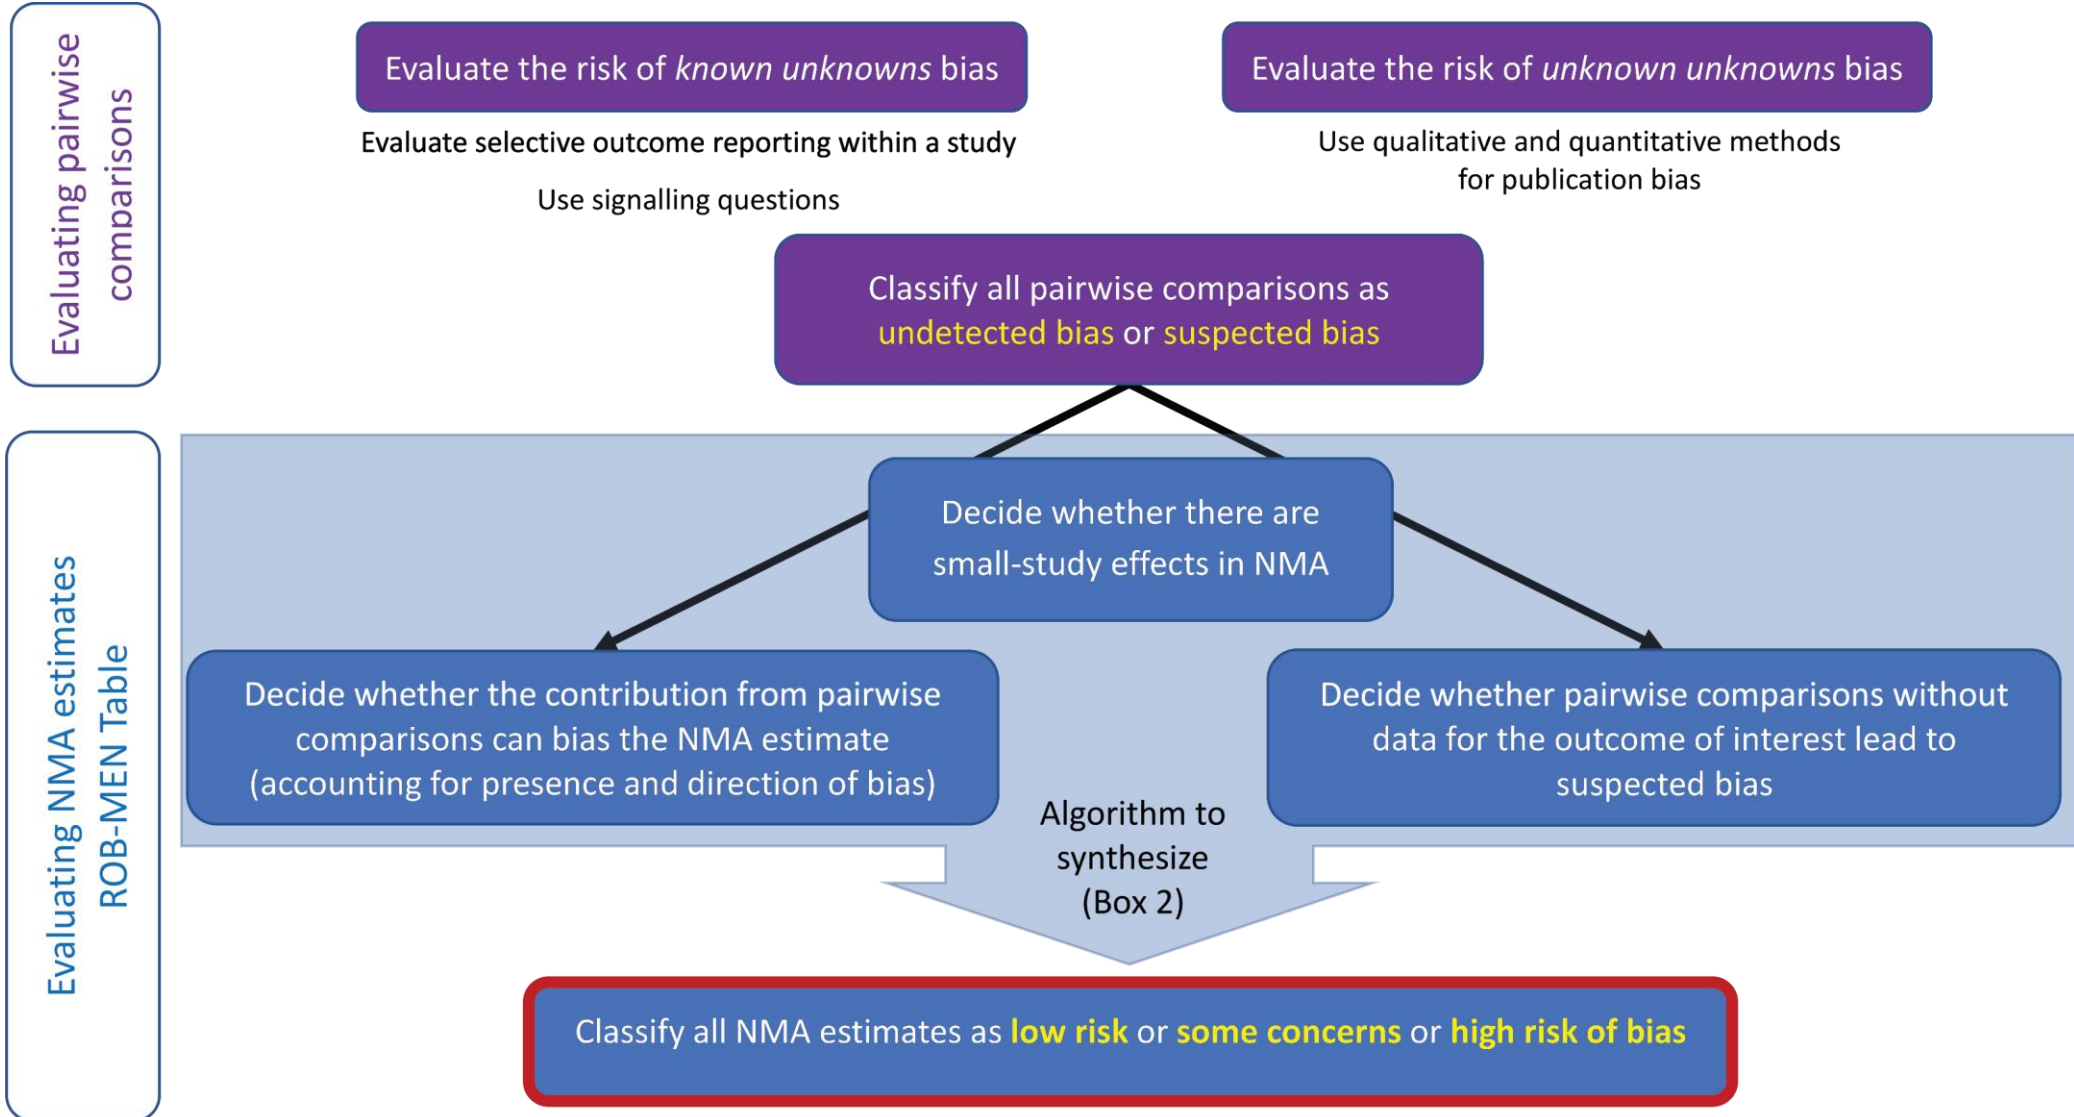 Evaluating pairwise
comparisons
Evaluate the risk of known unknowns bias
Evaluate selective outcome reporting within a study
Use signalling questions
Evaluate the risk of unknown unknowns bias
Use qualitative and quantitative methods
for publication bias
Classify all pairwise comparisons as
undetected bias or suspected bias
Evaluating NMA estimates
ROB-MEN Table
Decide whether there are
small-study effects in NMA
Decide whether the contribution from pairwise
comparisons can bias the NMA estimate
(accounting for presence and direction of bias)
Decide whether pairwise comparisons without
data for the outcome of interest lead to
suspected bias
Algorithm to
synthesize
(Box 2)
Classify all NMA estimates as low risk or some concerns or high risk of bias